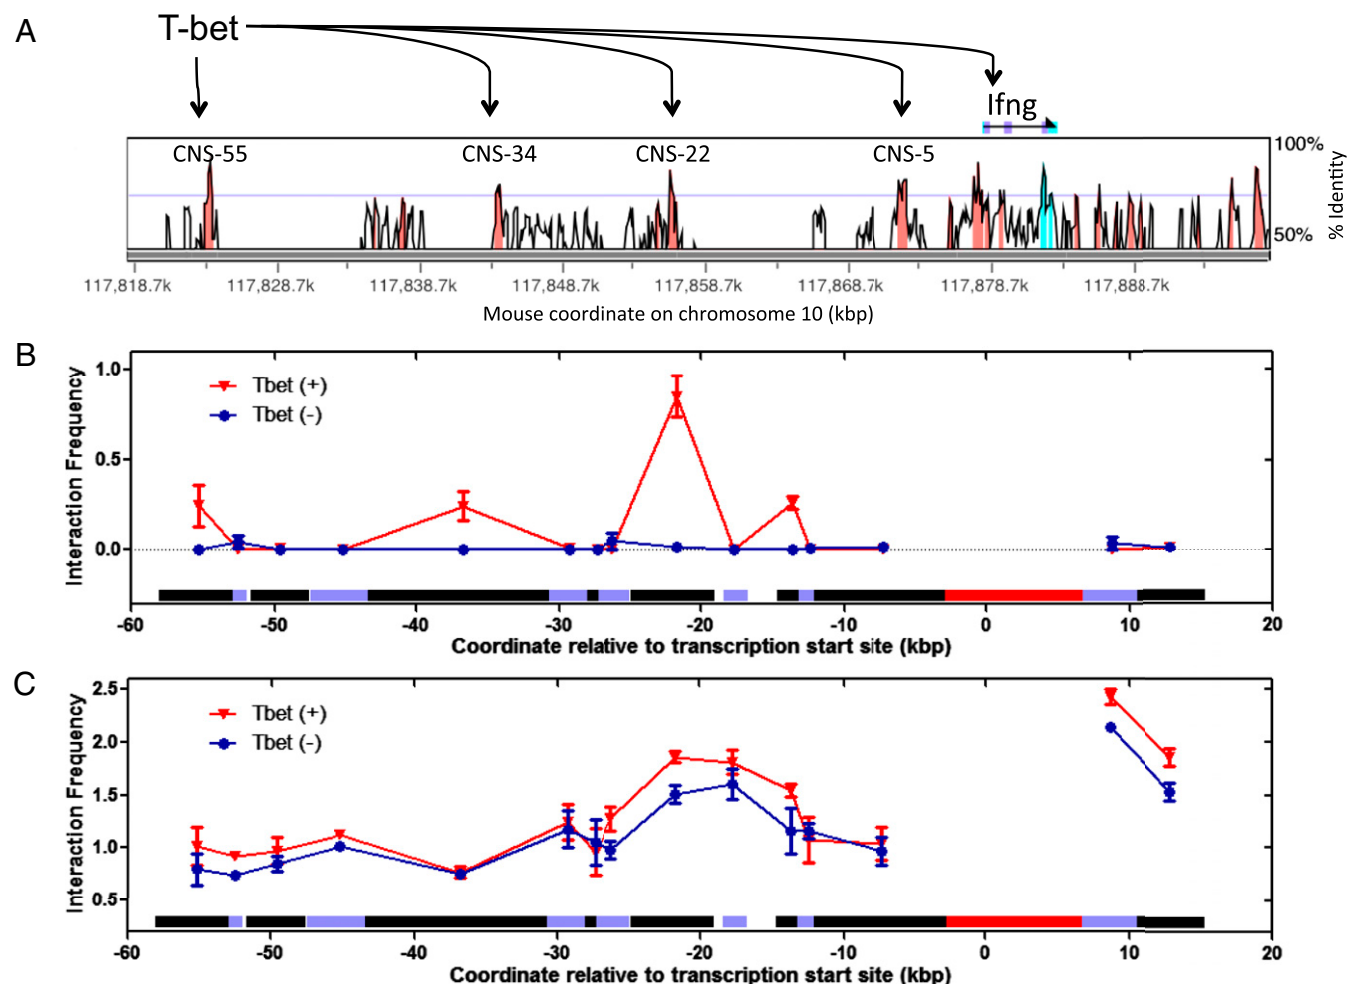 A
T-bet
Ifng
CNS-55 CNS-34 CNS-22 CNS-5
100%
50%
% Identity
117,818.7k 117,828.7k 117,838.7k 117,848.7k 117,858.7k 117,868.7k 117,878.7k 117,888.7k
Mouse coordinate on chromosome 10 (kbp)
B
Interaction Frequency
1.0
0.5
0.0
Tbet (+)
Tbet (-)
-60 -50 -40 -30 -20 -10 0 10 20
Coordinate relative to transcription start site (kbp)
C
Interaction Frequency
2.5
2.0
1.5
1.0
0.5
Tbet (+)
Tbet (-)
-60 -50 -40 -30 -20 -10 0 10 20
Coordinate relative to transcription start site (kbp)